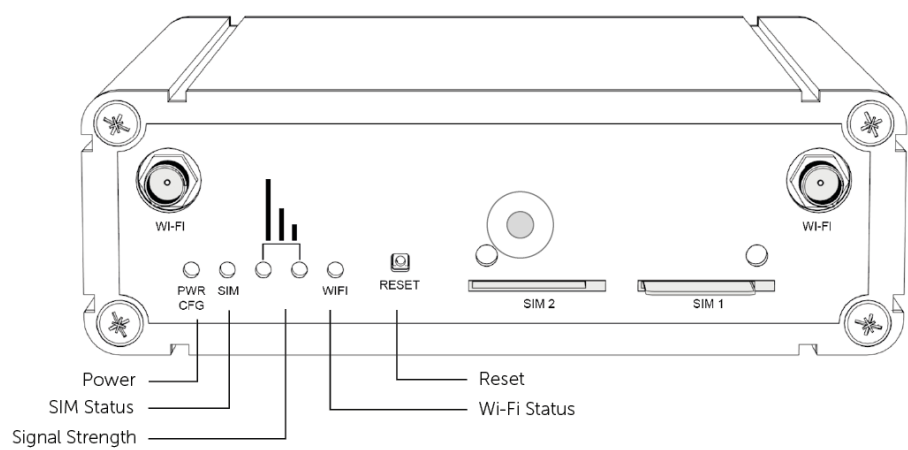 WI-FI
WI-FI
PWR
CFG
SIM
WIFI
RESET
SIM 2
SIM 1
Power
SIM Status
Signal Strength
Reset
Wi-Fi Status